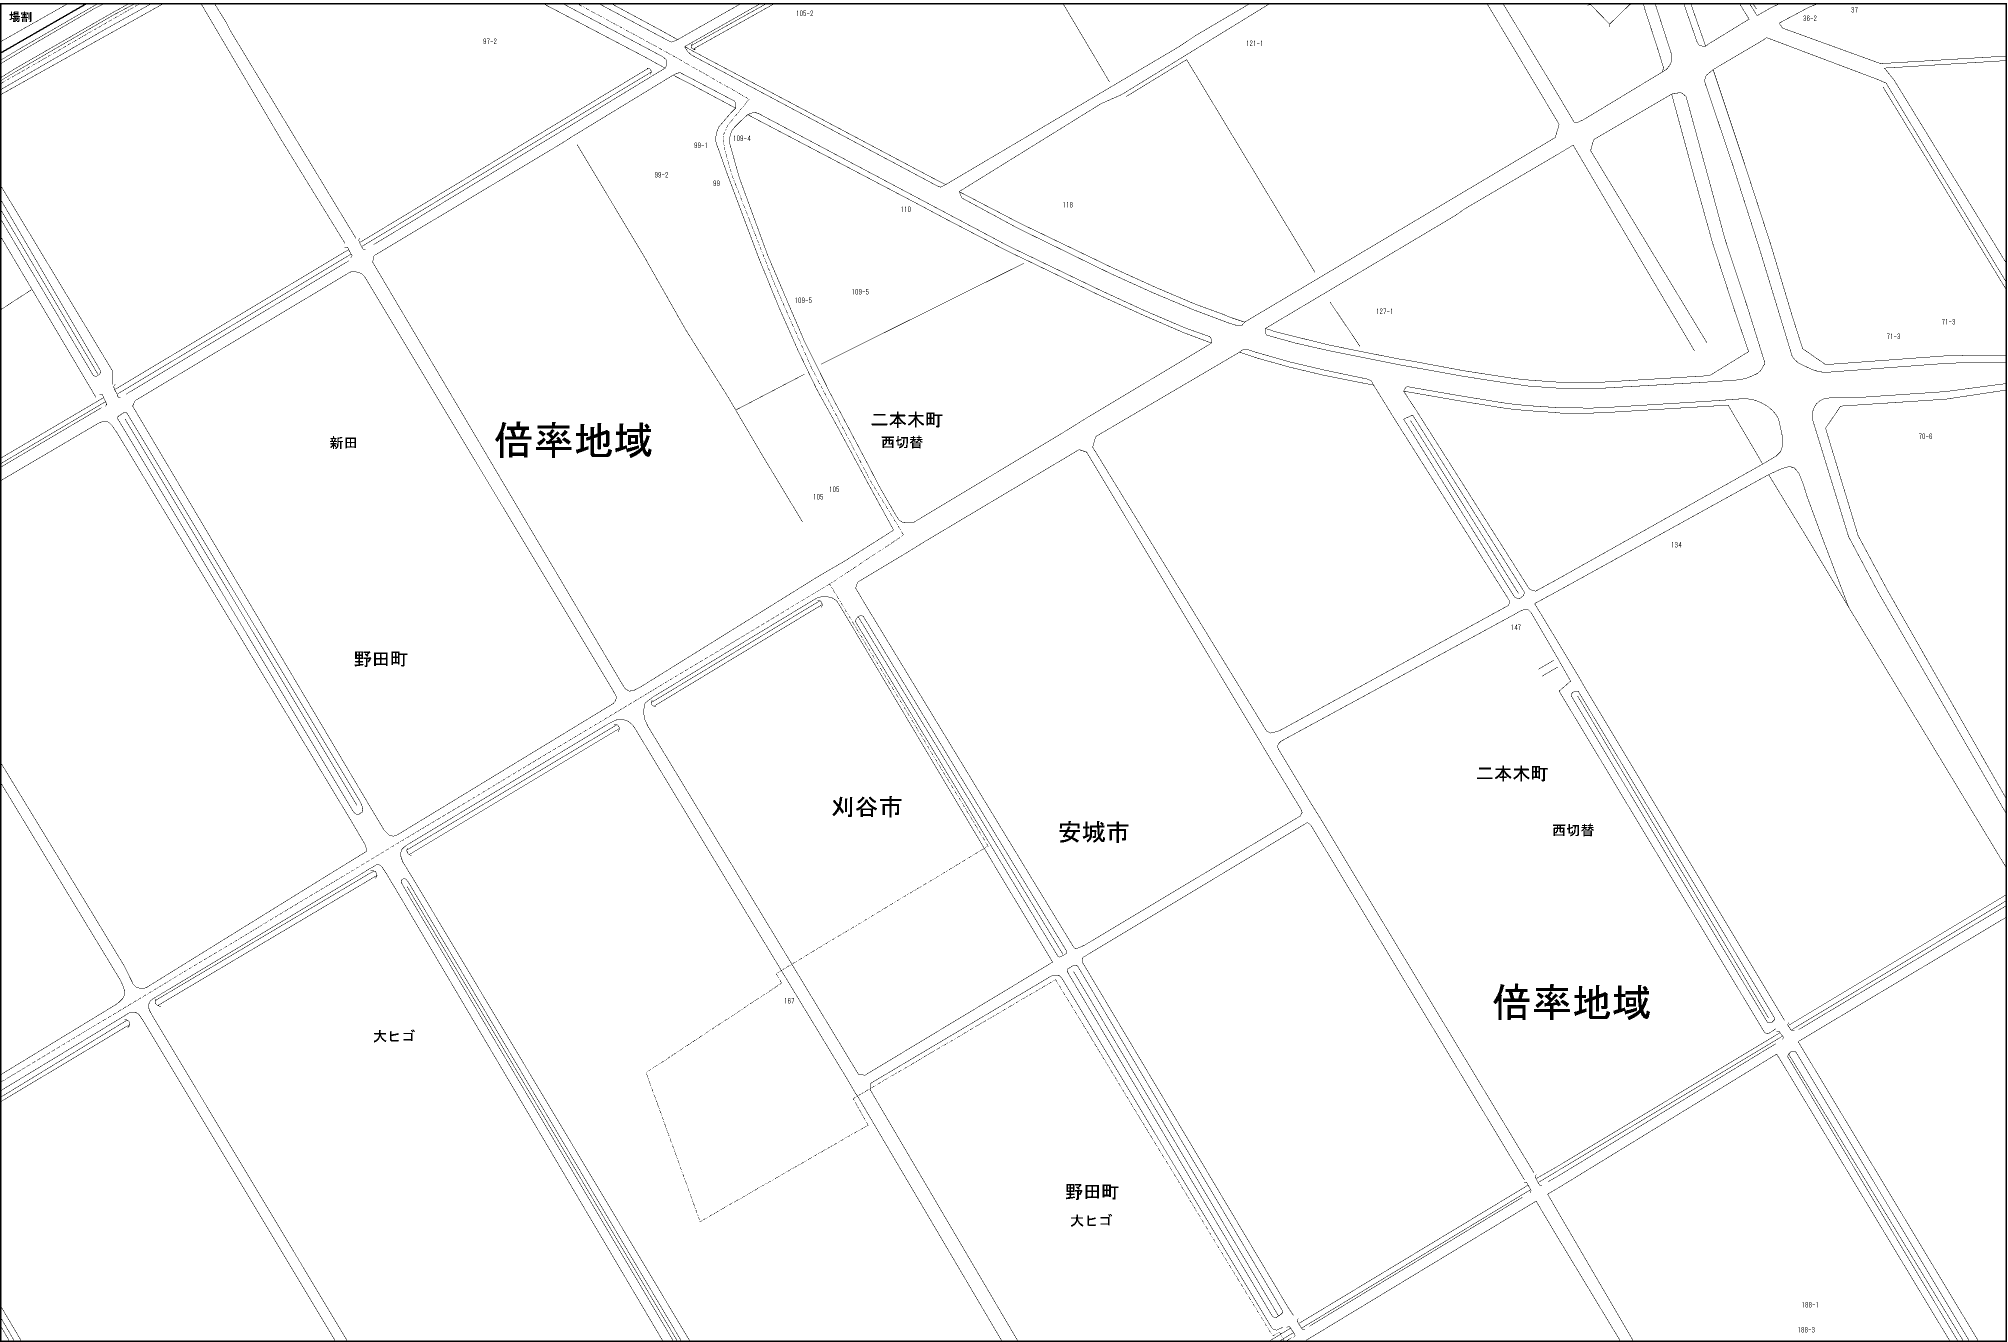 場割
105-2
37
36-2
97-2
121-1
109-4
99-1
99-2
99
118
110
109-5
109-5
127-1
71-3
71-3
二本木町
西切替
新田
倍率地域
70-6
105
105
134
147
野田町
二本木町
刈谷市
安城市
西切替
167
倍率地域
大ヒゴ
野田町
大ヒゴ
188-1
188-3